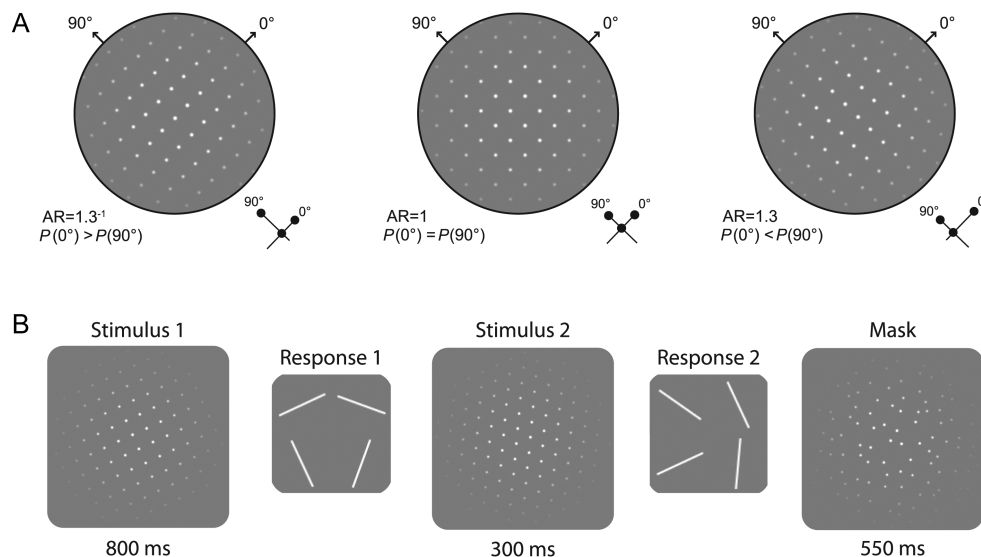 A
90° 0°
90° 0°
90° 0°
AR=1.3⁻¹
P(0°) > P(90°)
90° 0°
AR=1
P(0°) = P(90°)
90° 0°
AR=1.3
P(0°) < P(90°)
90° 0°
B
Stimulus 1
Response 1
Stimulus 2
Response 2
Mask
800 ms
300 ms
550 ms